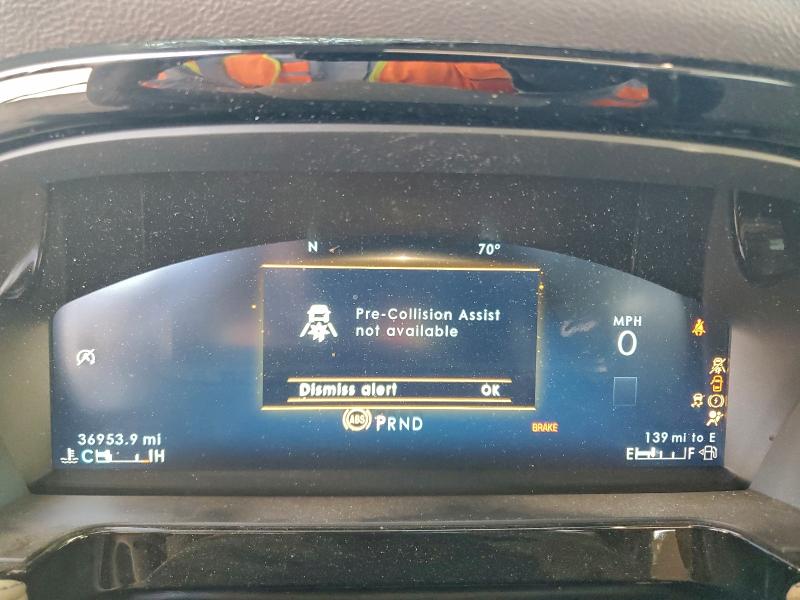 N 70°
Pre-Collision Assist
not available
MPH
0
Dismiss alert OK
ABS PRND
BRAKE
36953.9 mi 139 mi to E
C H E F